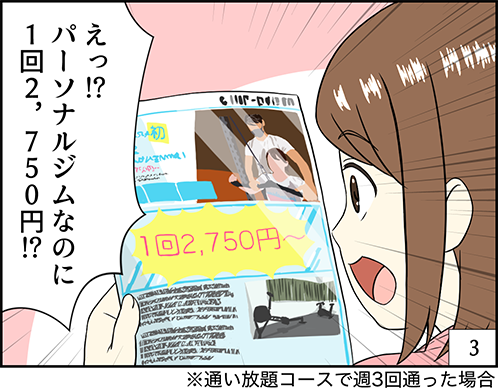 えっ!?
パーソナルジムなのに
1回2,750円!?
初
1回2,750円～
3
※通い放題コースで週3回通った場合